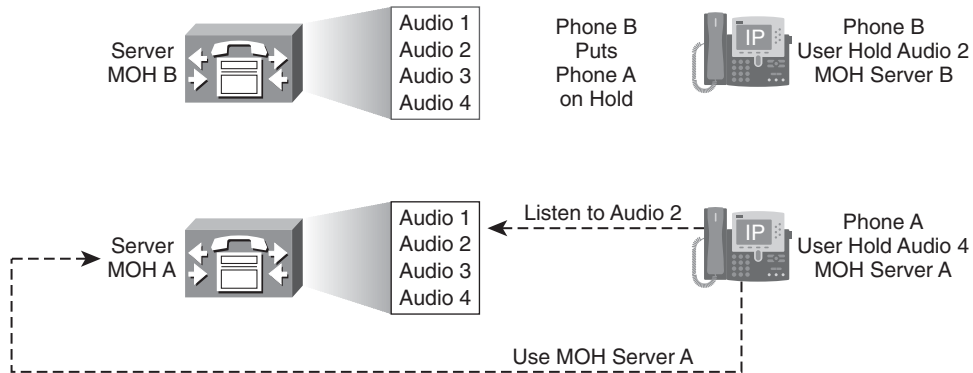 Server
MOH B
Audio 1
Audio 2
Audio 3
Audio 4
Phone B
Puts
Phone A
on Hold
IP
Phone B
User Hold Audio 2
MOH Server B
Server
MOH A
Audio 1
Audio 2
Audio 3
Audio 4
Listen to Audio 2
IP
Phone A
User Hold Audio 4
MOH Server A
Use MOH Server A